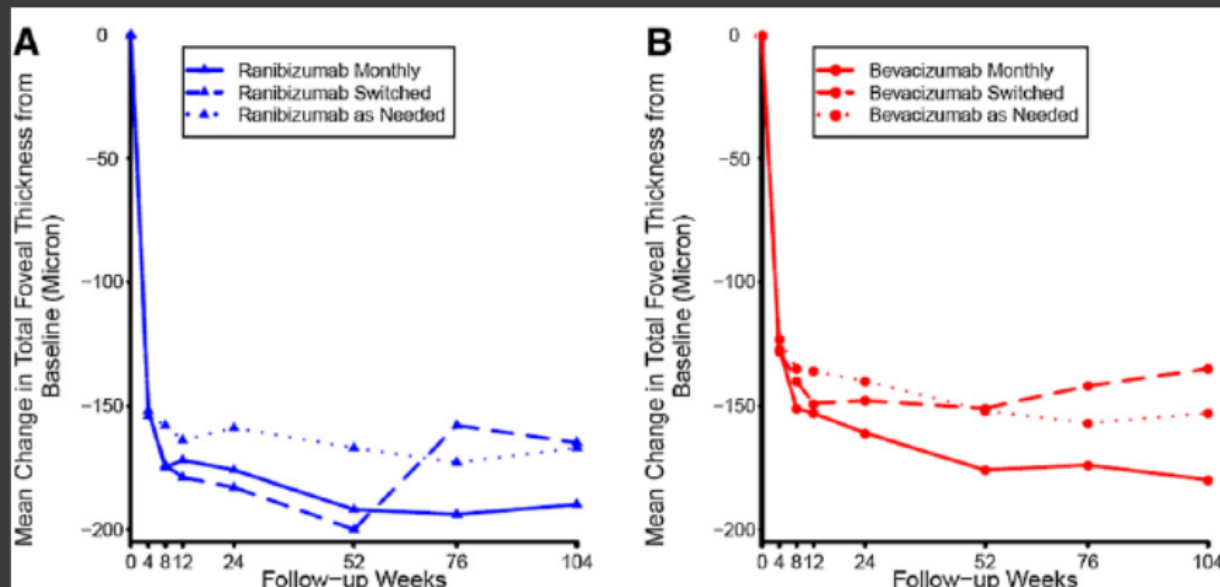 A
Mean Change in Total Foveal Thickness from
Baseline (Micron)
0
−50
−100
−150
−200
Ranibizumab Monthly
Ranibizumab Switched
Ranibizumab as Needed
0 4 8 12 24 52 76 104
Follow−up Weeks
B
Mean Change in Total Foveal Thickness from
Baseline (Micron)
0
−50
−100
−150
−200
Bevacizumab Monthly
Bevacizumab Switched
Bevacizumab as Needed
0 4 8 12 24 52 76 104
Follow−up Weeks